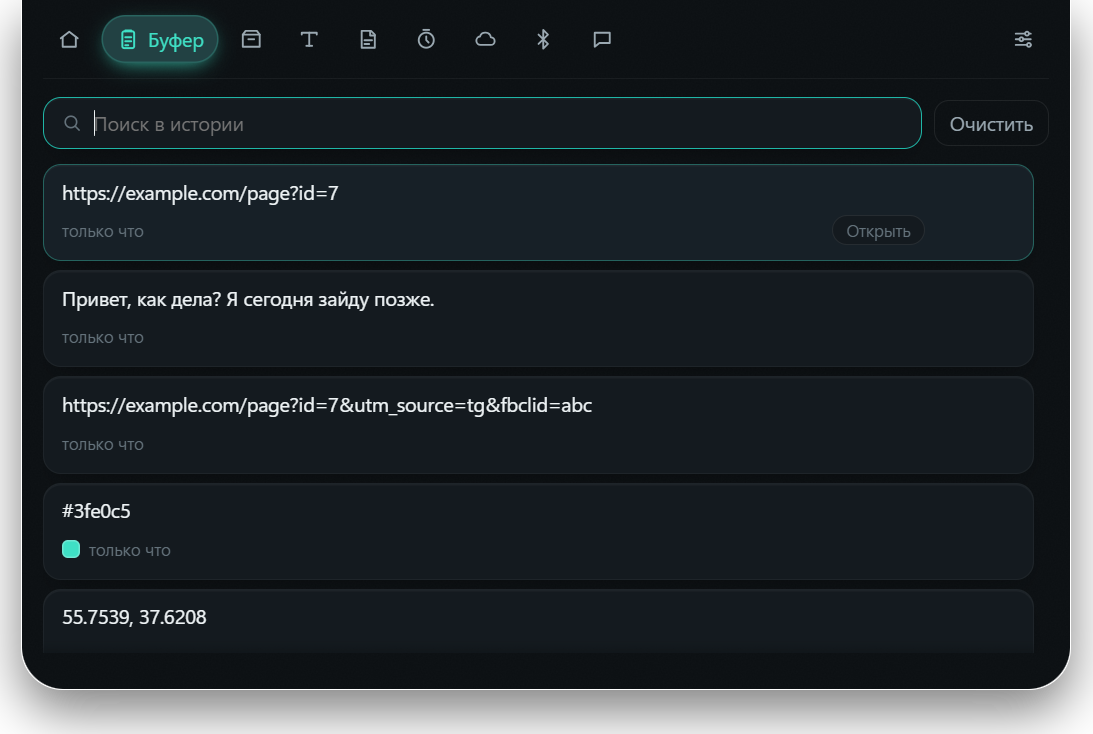 Буфер
Поиск в истории
Очистить
https://example.com/page?id=7
только что
Открыть
Привет, как дела? Я сегодня зайду позже.
только что
https://example.com/page?id=7&utm_source=tg&fbclid=abc
только что
#3fe0c5
только что
55.7539, 37.6208